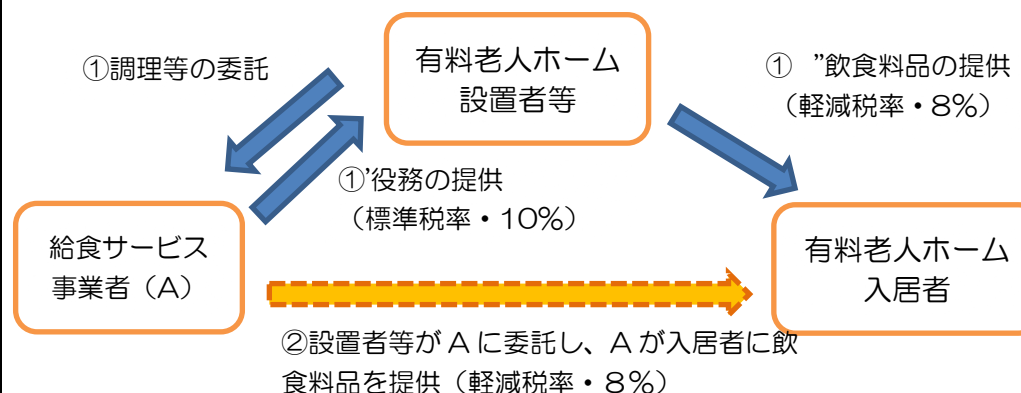 ①調理等の委託
有料老人ホーム
設置者等
① ”飲食料品の提供
（軽減税率・8%）
①’役務の提供
（標準税率・10%）
給食サービス
事業者（A）
有料老人ホーム
入居者
②設置者等がAに委託し、Aが入居者に飲
食料品を提供（軽減税率・8%）